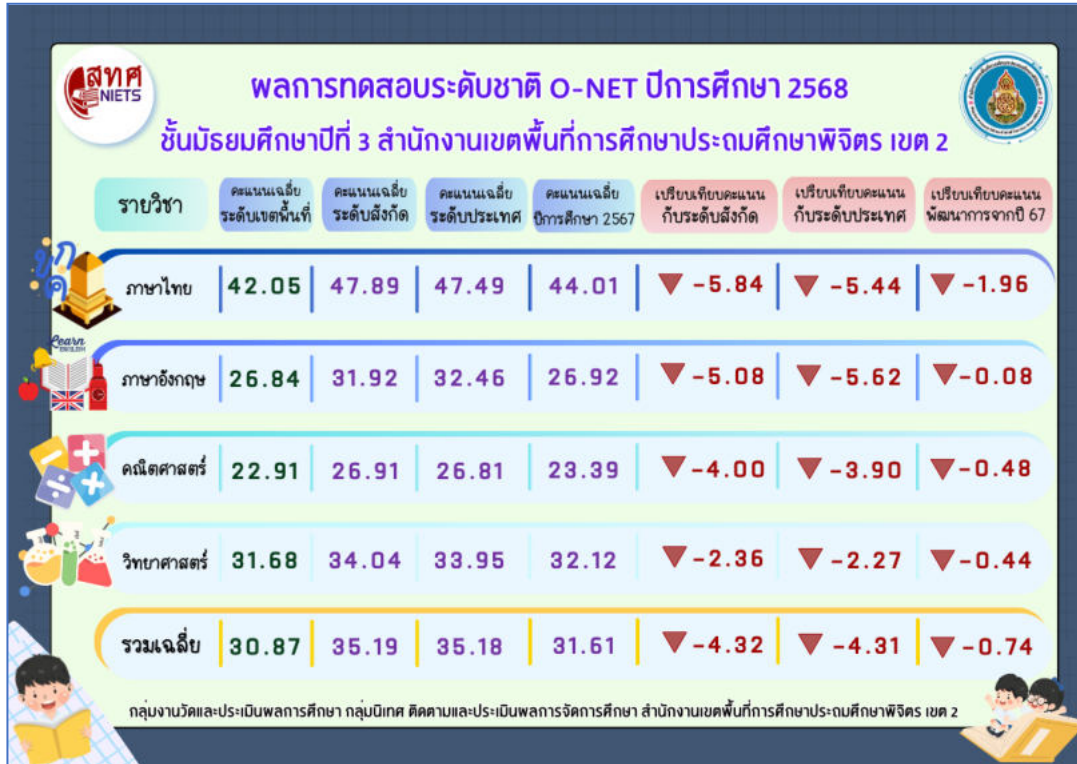 สทศ
NIETS
ผลการทดสอบระดับชาติ O-NET ปีการศึกษา 2568
ชั้นมัธยมศึกษาปีที่ 3 สำนักงานเขตพื้นที่การศึกษาประถมศึกษาพิจิตร เขต 2
รายวิชา คะแนนเฉลี่ยระดับเขตพื้นที่ คะแนนเฉลี่ยระดับสังกัด คะแนนเฉลี่ยระดับประเทศ คะแนนเฉลี่ยปีการศึกษา 2567 เปรียบเทียบคะแนนกับระดับสังกัด เปรียบเทียบคะแนนกับระดับประเทศ เปรียบเทียบคะแนนพัฒนาการจากปี 67
ภาษาไทย 42.05 47.89 47.49 44.01 ▼ -5.84 ▼ -5.44 ▼ -1.96
Learn
ENGLISH
ภาษาอังกฤษ 26.84 31.92 32.46 26.92 ▼ -5.08 ▼ -5.62 ▼ -0.08
คณิตศาสตร์ 22.91 26.91 26.81 23.39 ▼ -4.00 ▼ -3.90 ▼ -0.48
วิทยาศาสตร์ 31.68 34.04 33.95 32.12 ▼ -2.36 ▼ -2.27 ▼ -0.44
รวมเฉลี่ย 30.87 35.19 35.18 31.61 ▼ -4.32 ▼ -4.31 ▼ -0.74
กลุ่มงานวัดและประเมินผลการศึกษา กลุ่มนิเทศ ติดตามและประเมินผลการจัดการศึกษา สำนักงานเขตพื้นที่การศึกษาประถมศึกษาพิจิตร เขต 2